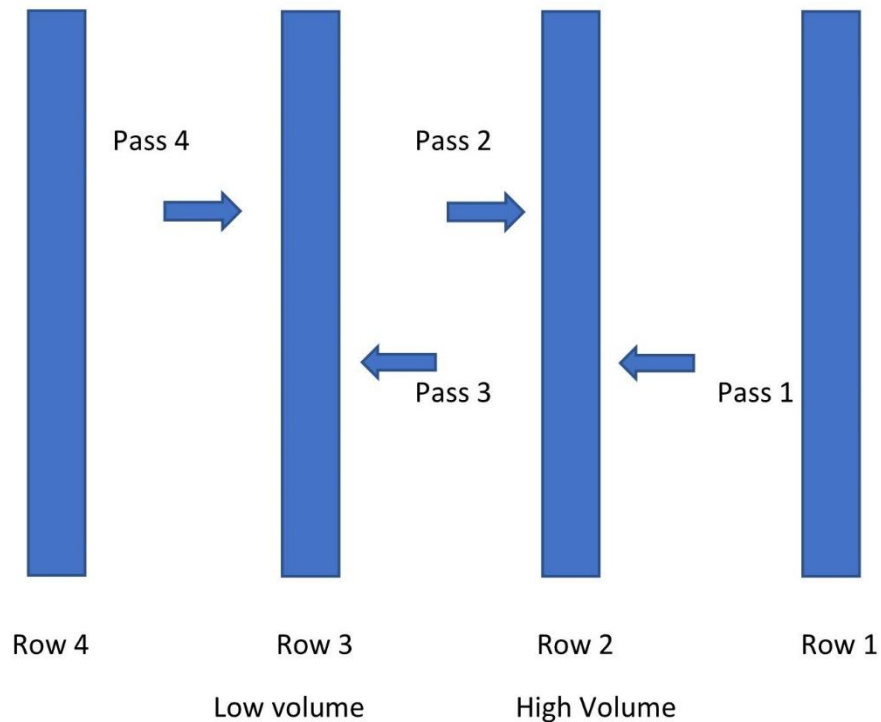 Pass 4
Pass 2
Pass 3
Pass 1
Row 4
Row 3
Row 2
Row 1
Low volume
High Volume